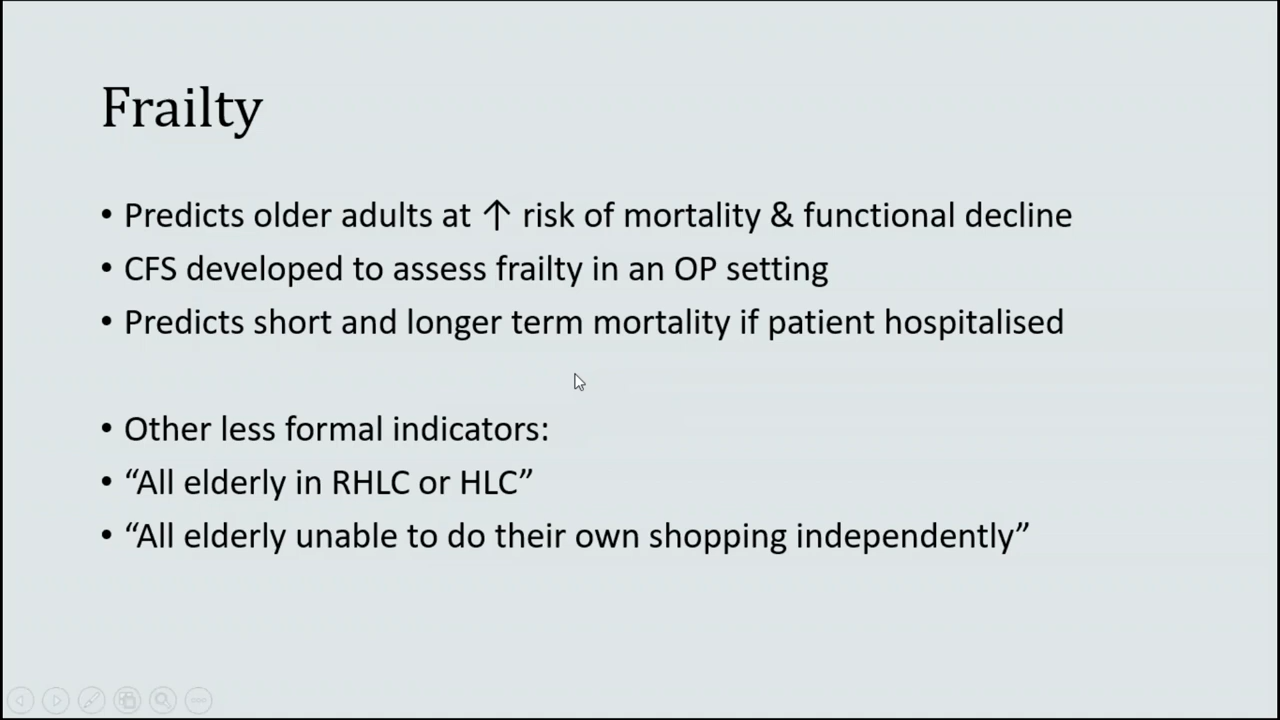 Frailty
• Predicts older adults at ↑ risk of mortality & functional decline
• CFS developed to assess frailty in an OP setting
• Predicts short and longer term mortality if patient hospitalised
• Other less formal indicators:
• “All elderly in RHLC or HLC”
• “All elderly unable to do their own shopping independently”